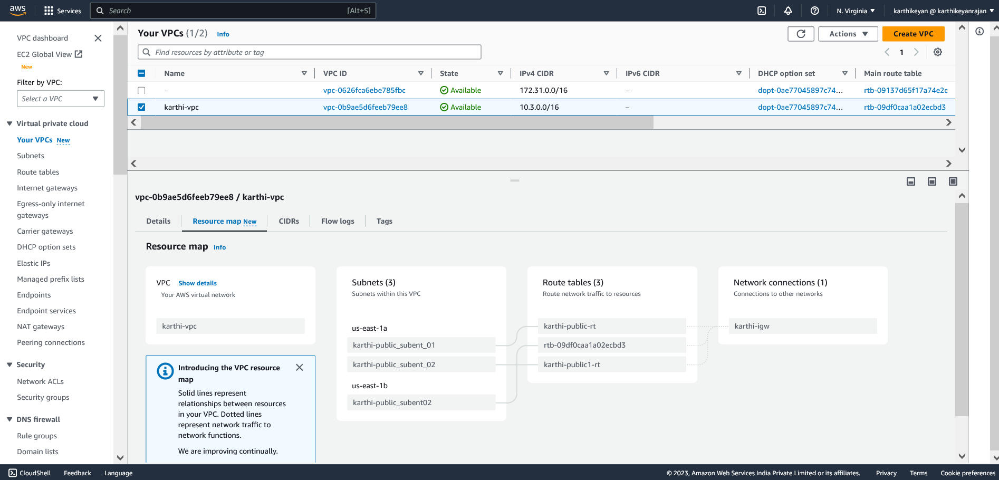 aws
Services
Search
[Alt+S]
N. Virginia
karthikeyan @ karthikeyanrajan
VPC dashboard
EC2 Global View
New
Filter by VPC:
Select a VPC
Virtual private cloud
Your VPCs New
Subnets
Route tables
Internet gateways
Egress-only internet
gateways
Carrier gateways
DHCP option sets
Elastic IPs
Managed prefix lists
Endpoints
Endpoint services
NAT gateways
Peering connections
Security
Network ACLs
Security groups
DNS firewall
Rule groups
Domain lists
Your VPCs (1/2) Info
Actions
Create VPC
Find resources by attribute or tag
1
Name VPC ID State IPv4 CIDR IPv6 CIDR DHCP option set Main route table
– vpc-0626fca6ebe785fbc Available 172.31.0.0/16 – dopt-0ae77045897c74... rtb-09137d65f17a74e2c
karthi-vpc vpc-0b9ae5d6feeb79ee8 Available 10.3.0.0/16 – dopt-0ae77045897c74... rtb-09df0caa1a02ecbd3
vpc-0b9ae5d6feeb79ee8 / karthi-vpc
Details Resource map New CIDRs Flow logs Tags
Resource map Info
VPC Show details
Your AWS virtual network
karthi-vpc
Introducing the VPC resource
map
Solid lines represent
relationships between resources
in your VPC. Dotted lines
represent network traffic to
network functions.
We are improving continually.
Subnets (3)
Subnets within this VPC
us-east-1a
karthi-public_subent_01
karthi-public_subent_02
us-east-1b
karthi-public_subent02
Route tables (3)
Route network traffic to resources
karthi-public-rt
rtb-09df0caa1a02ecbd3
karthi-public1-rt
Network connections (1)
Connections to other networks
karthi-igw
CloudShell Feedback Language
© 2023, Amazon Web Services India Private Limited or its affiliates. Privacy Terms Cookie preferences